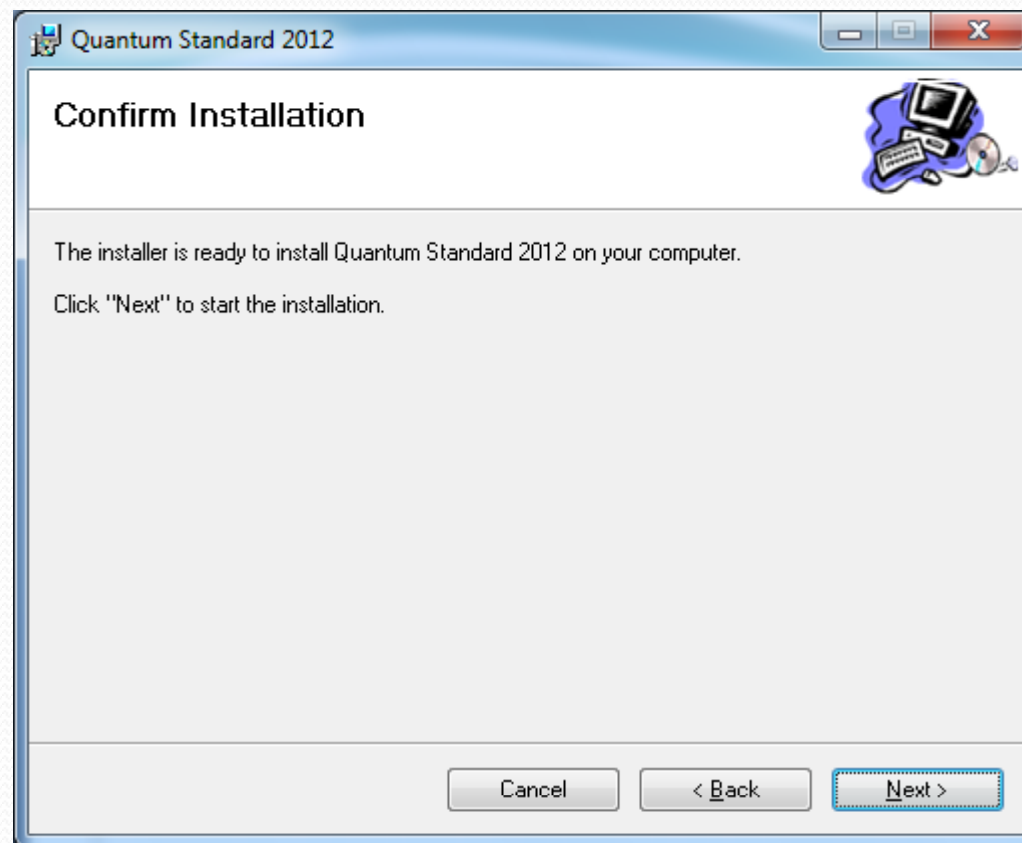 Quantum Standard 2012
Confirm Installation
The installer is ready to install Quantum Standard 2012 on your computer.
Click "Next" to start the installation.
Cancel
< Back
Next >